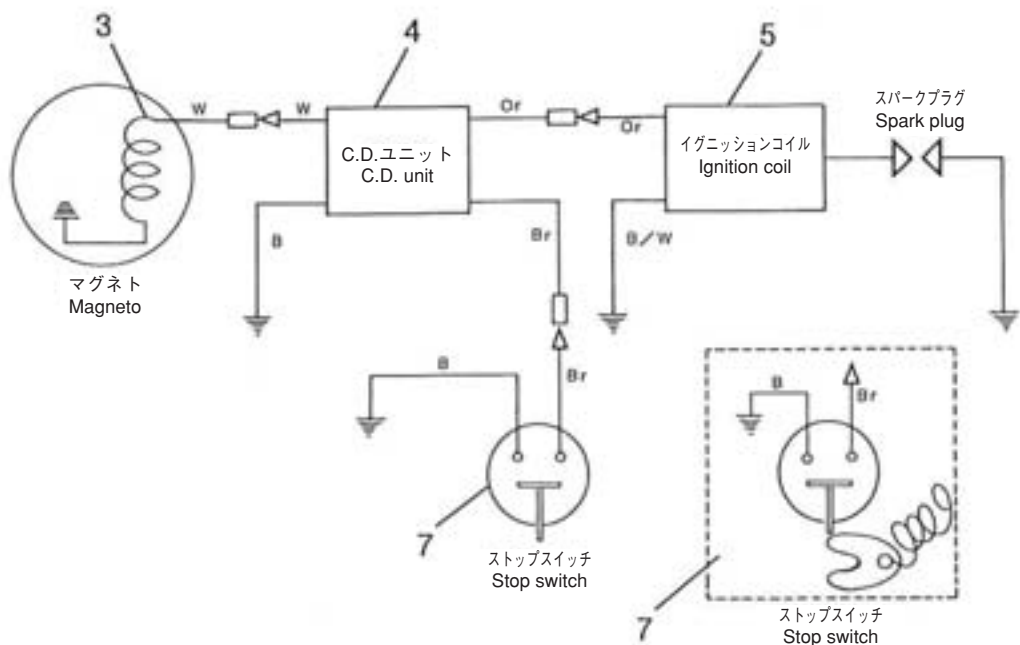 3
4
5
W
W
Or
Or
スパークプラグ
Spark plug
C.D.ユニット
C.D. unit
イグニッションコイル
Ignition coil
B
Br
B/W
マグネト
Magneto
B
Br
B
Br
7
ストップスイッチ
Stop switch
7
ストップスイッチ
Stop switch